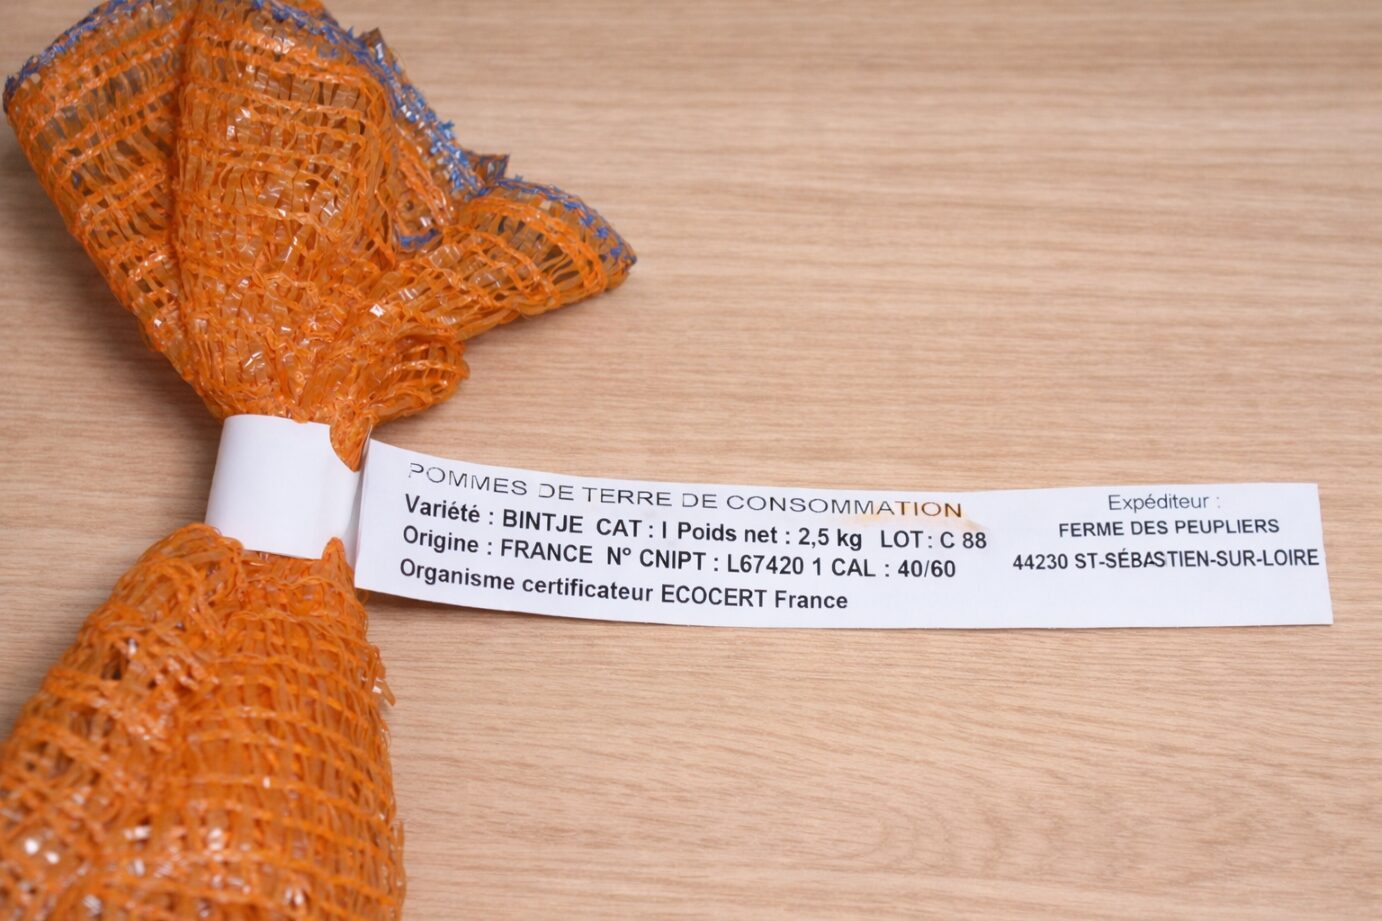 POMMES DE TERRE DE CONSOMMATION
Variété : BINTJE CAT : I Poids net : 2,5 kg LOT : C 88
Origine : FRANCE N° CNIPT : L67420 1 CAL : 40/60
Organisme certificateur ECOCERT France
Expéditeur :
FERME DES PEUPLIERS
44230 ST-SÉBASTIEN-SUR-LOIRE